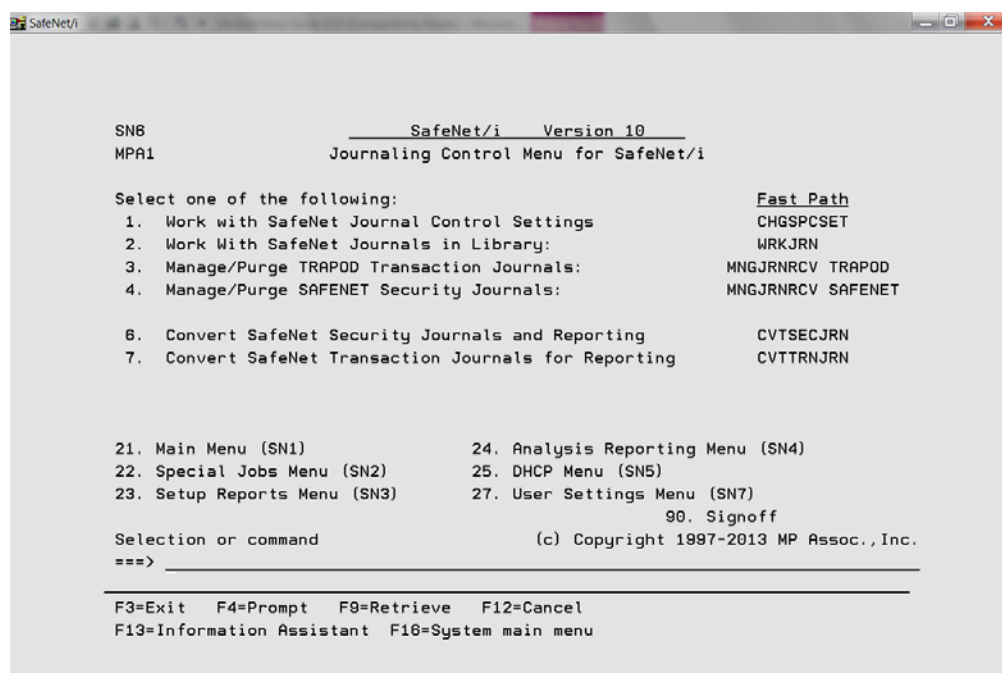 SafeNet/i
SN6 SafeNet/i Version 10
MPA1 Journaling Control Menu for SafeNet/i
Select one of the following: Fast Path
1. Work with SafeNet Journal Control Settings CHGSPCSET
2. Work With SafeNet Journals in Library: WRKJRN
3. Manage/Purge TRAPOD Transaction Journals: MNGJRNRCV TRAPOD
4. Manage/Purge SAFENET Security Journals: MNGJRNRCV SAFENET
6. Convert SafeNet Security Journals and Reporting CVTSECJRN
7. Convert SafeNet Transaction Journals for Reporting CVTTRNJRN
21. Main Menu (SN1) 24. Analysis Reporting Menu (SN4)
22. Special Jobs Menu (SN2) 25. DHCP Menu (SN5)
23. Setup Reports Menu (SN3) 27. User Settings Menu (SN7)
90. Signoff
Selection or command (c) Copyright 1997-2013 MP Assoc.,Inc.
===>
F3=Exit F4=Prompt F9=Retrieve F12=Cancel
F13=Information Assistant F16=System main menu